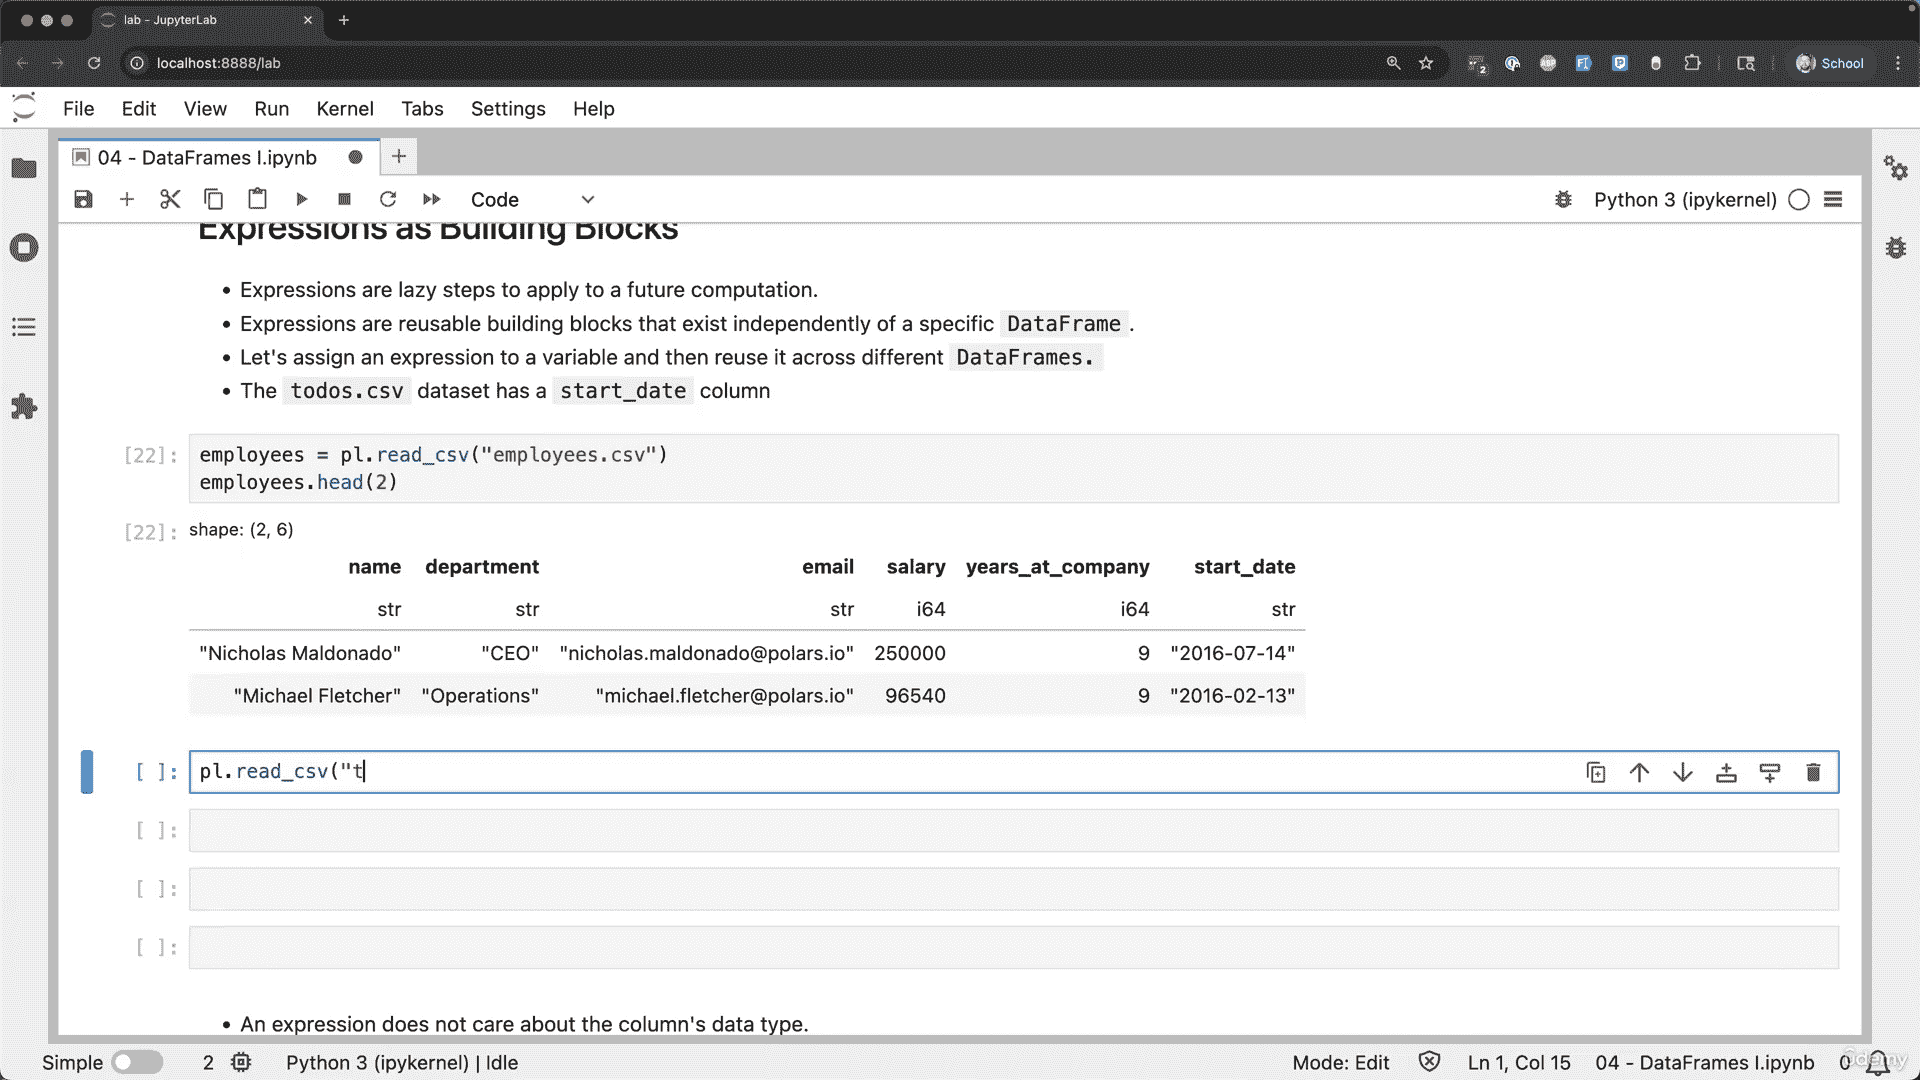 lab - JupyterLab
localhost:8888/lab
2
School
File Edit View Run Kernel Tabs Settings Help
04 - DataFrames I.ipynb
Code
Python 3 (ipykernel)
Expressions as Building Blocks
• Expressions are lazy steps to apply to a future computation.
• Expressions are reusable building blocks that exist independently of a specific DataFrame.
• Let's assign an expression to a variable and then reuse it across different DataFrames.
• The todos.csv dataset has a start_date column
[22]: employees = pl.read_csv("employees.csv")
employees.head(2)
[22]: shape: (2, 6)
name department email salary years_at_company start_date
str str str i64 i64 str
"Nicholas Maldonado" "CEO" "nicholas.maldonado@polars.io" 250000 9 "2016-07-14"
"Michael Fletcher" "Operations" "michael.fletcher@polars.io" 96540 9 "2016-02-13"
[ ]: pl.read_csv("t
[ ]:
[ ]:
[ ]:
• An expression does not care about the column's data type.
Simple 2 Python 3 (ipykernel) | Idle Mode: Edit Ln 1, Col 15 04 - DataFrames I.ipynb 0
udemy